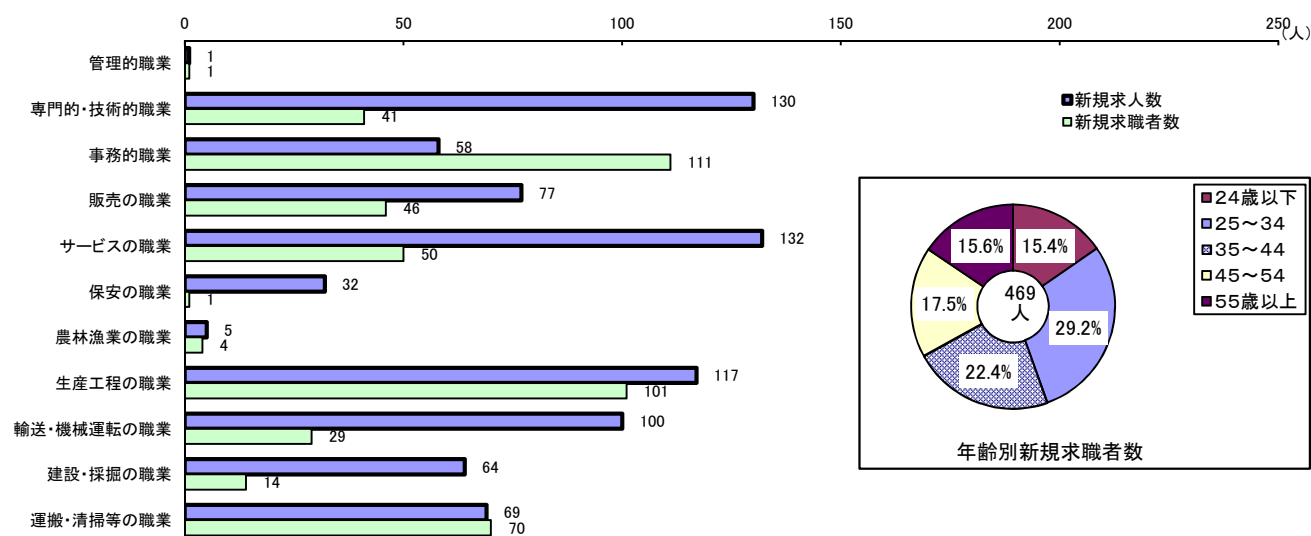 0 50 100 150 200 250
(人)
管理的職業 1
1
専門的・技術的職業 130
41
事務的職業 58
111
販売の職業 77
46
サービスの職業 132
50
保安の職業 32
1
農林漁業の職業 5
4
生産工程の職業 117
101
輸送・機械運転の職業 100
29
建設・採掘の職業 64
14
運搬・清掃等の職業 69
70
新規求人数
新規求職者数
24歳以下
25～34
35～44
45～54
55歳以上
15.6% 15.4%
17.5% 469
人
29.2%
22.4%
年齢別新規求職者数